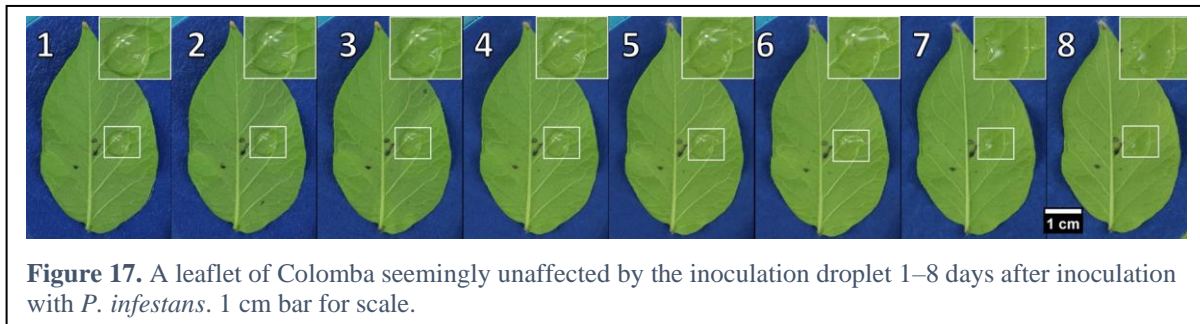 1 2 3 4 5 6 7 8
1 cm
Figure 17. A leaflet of Colomba seemingly unaffected by the inoculation droplet 1–8 days after inoculation
with P. infestans. 1 cm bar for scale.